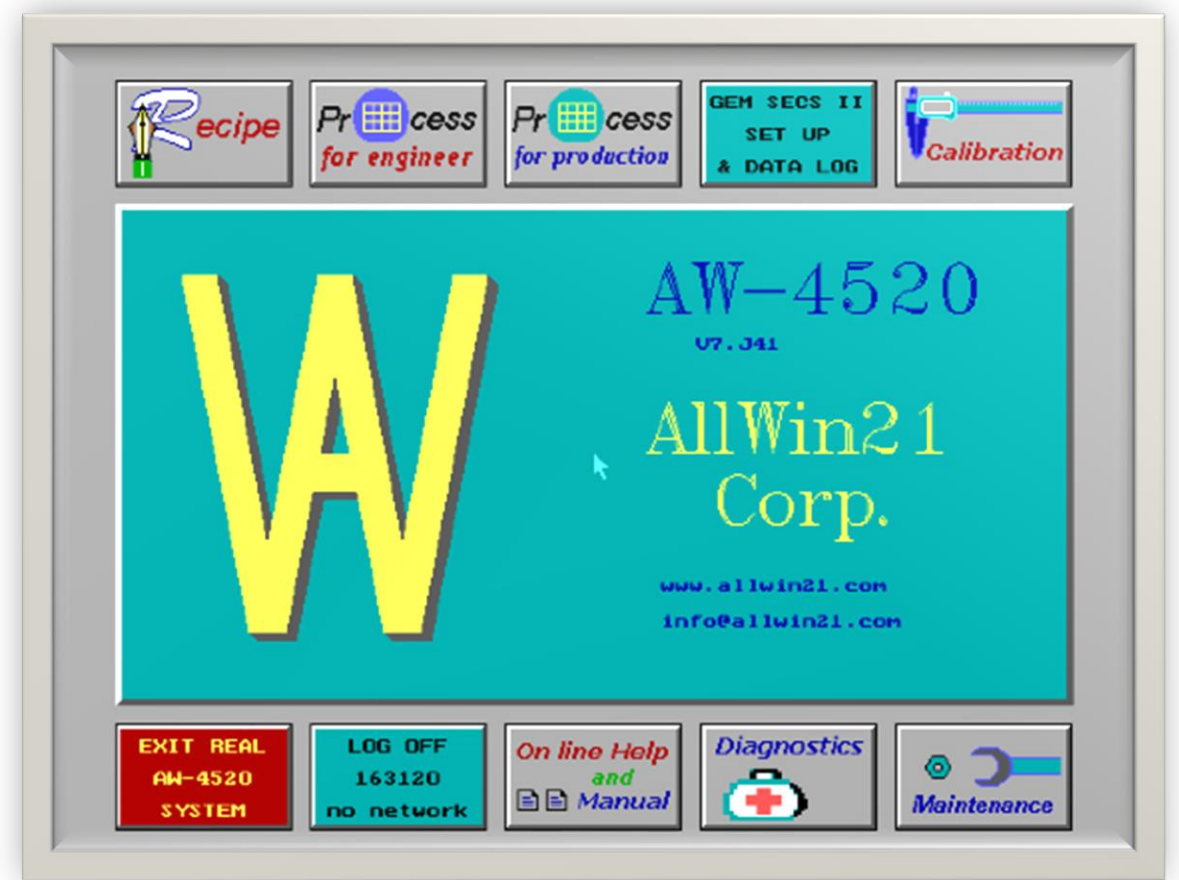 Recipe
Process
for engineer
Process
for production
GEM SECS II
SET UP
& DATA LOG
Calibration
WA
AW-4520
V7.J41
AllWin21
Corp.
www.allwin21.com
info@allwin21.com
EXIT REAL
AW-4520
SYSTEM
LOG OFF
163120
no network
On line Help
and
Manual
Diagnostics
Maintenance